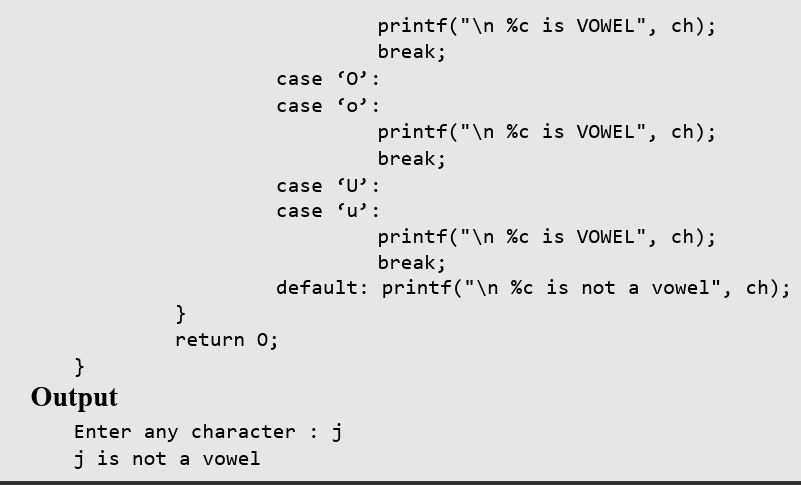 printf("\n %c is VOWEL", ch);
break;
case ‘O’:
case ‘o’:
printf("\n %c is VOWEL", ch);
break;
case ‘U’:
case ‘u’:
printf("\n %c is VOWEL", ch);
break;
default: printf("\n %c is not a vowel", ch);
}
return O;
}
Output
Enter any character : j
j is not a vowel